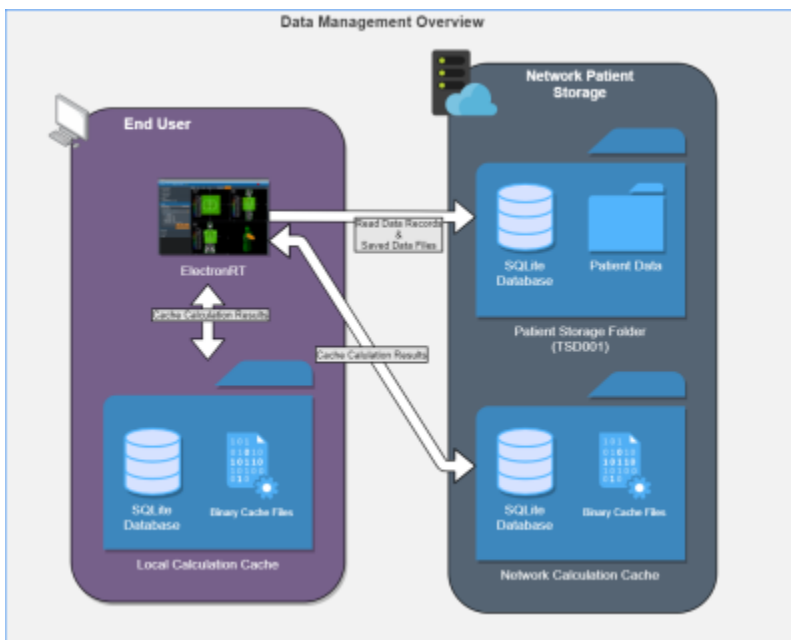 Data Management Overview
Network Patient
Storage
End User
Read Data Records
&
Saved Data Files
ElectronRT
SQLite
Database
Patient Data
Cache Calculation Results
Patient Storage Folder
(TSD001)
Cache Calulation Results
SQLite
Database
Binary Cache Files
Local Calculation Cache
SQLite
Database
Binary Cache Files
Network Calculation Cache